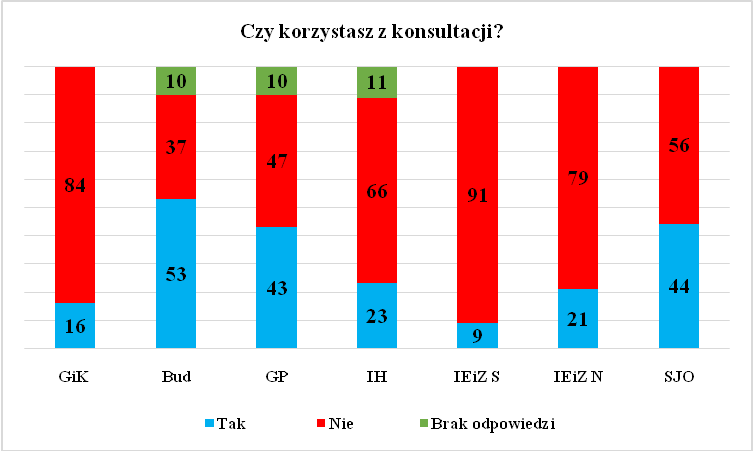 Czy korzystasz z konsultacji?
10 10 11
84 37 47 66 91 79 56
16 53 43 23 9 21 44
GiK Bud GP IH IEiZ S IEiZ N SJO
Tak Nie Brak odpowiedzi